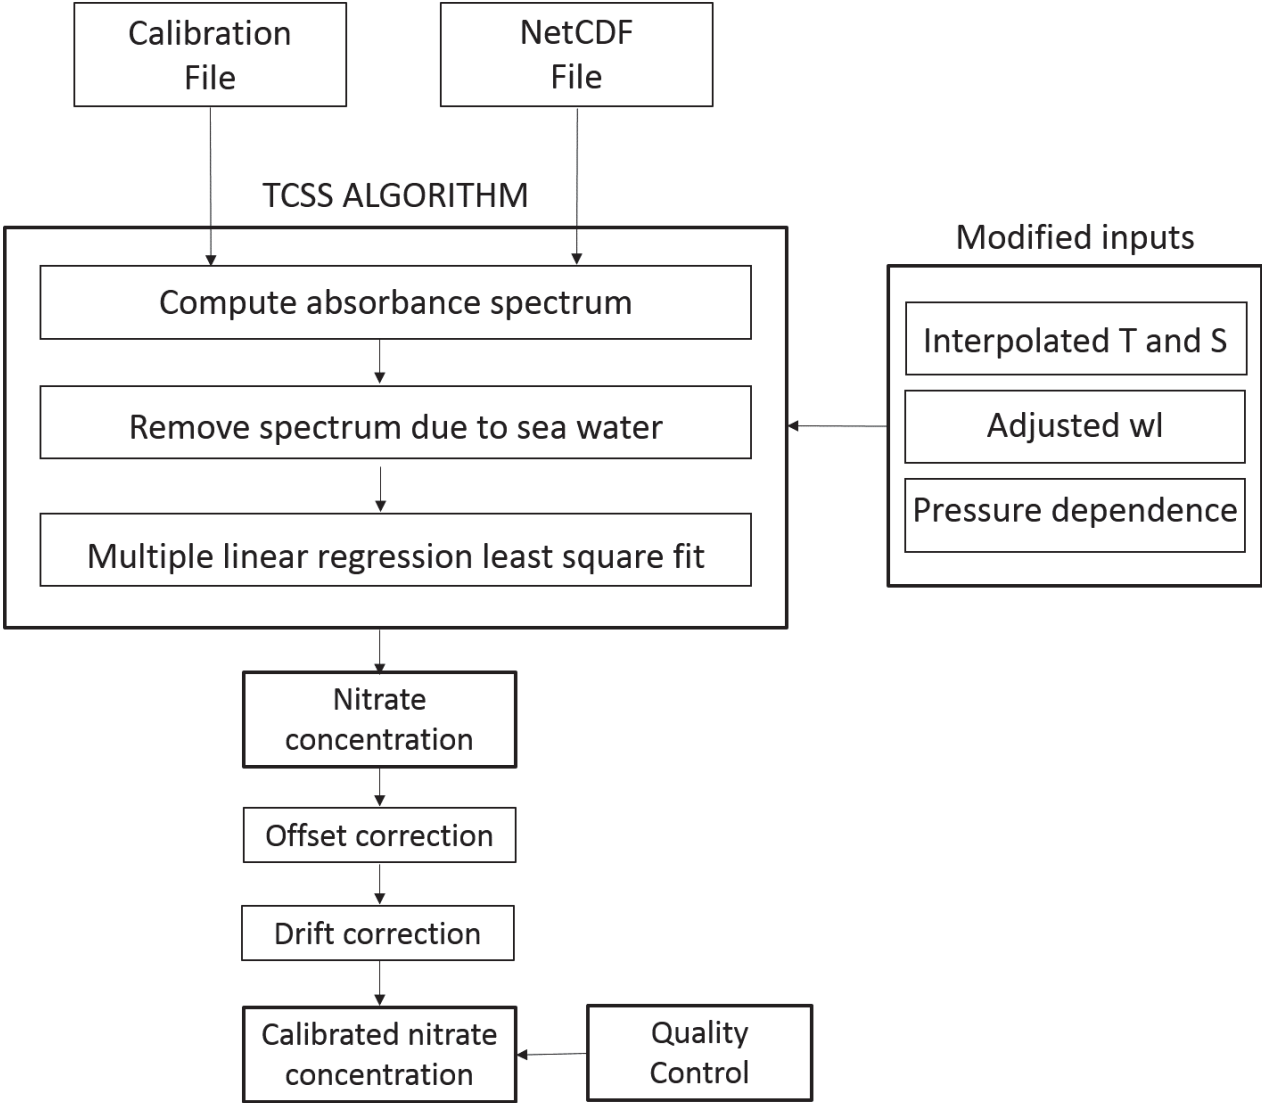 Calibration
File
NetCDF
File
TCSS ALGORITHM
Compute absorbance spectrum
Remove spectrum due to sea water
Multiple linear regression least square fit
Modified inputs
Interpolated T and S
Adjusted wl
Pressure dependence
Nitrate
concentration
Offset correction
Drift correction
Calibrated nitrate
concentration
Quality
Control